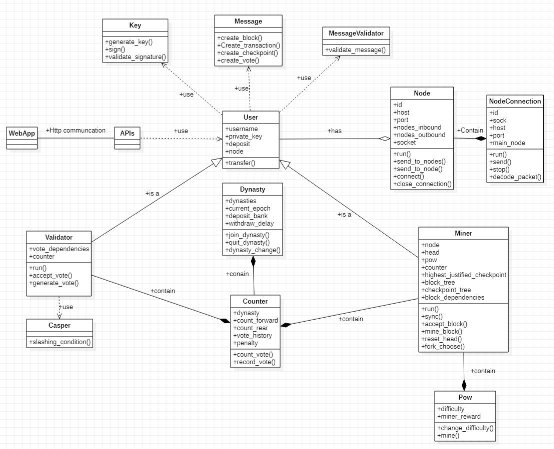 Key
+generate_key()
+sign()
+validate_signature()
Message
+create_block()
+Create_transaction()
+create_checkpoint()
+create_vote()
MessageValidator
+validate_message()
+use
+use
+use
WebApp
+Http communcation
APIs
+use
User
+username
+private_key
+deposit
+node
+transfer()
+has
Node
+id
+host
+port
+nodes_inbound
+nodes_outbound
+socket
+run()
+send_to_nodes()
+send_to_node()
+connect()
+close_connection()
+Contain
NodeConnection
+id
+sock
+host
+port
+main_node
+run()
+send()
+stop()
+decode_packet()
+is a
+is a
Dynasty
+dynasties
+current_epoch
+deposit_bank
+withdraw_delay
+join_dynasty()
+quit_dynasty()
+dynasty_change()
+conain
Validator
+vote_dependencies
+counter
+run()
+accept_vote()
+generate_vote()
+use
+contain
Casper
+slashing_condition()
Counter
+dynasty
+count_forward
+count_rear
+vote_history
+penalty
+count_vote()
+record_vote()
+contain
Miner
+node
+head
+pow
+counter
+highest_justified_checkpoint
+block_tree
+checkpoint_tree
+block_dependencies
+run()
+sync()
+accept_block()
+mine_block()
+reset_head()
+fork_choose()
+contain
Pow
+difficulty
+miner_reward
+change_difficulty()
+mine()